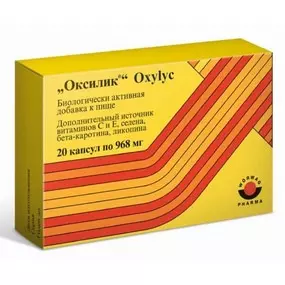 „Оксилик®“ Oxylyc
Биологически активная
добавка к пище
Дополнительный источник
витаминов С и Е, селена,
бета-каротина, ликопина
20 капсул по 968 мг
WÖRWAG
PHARMA